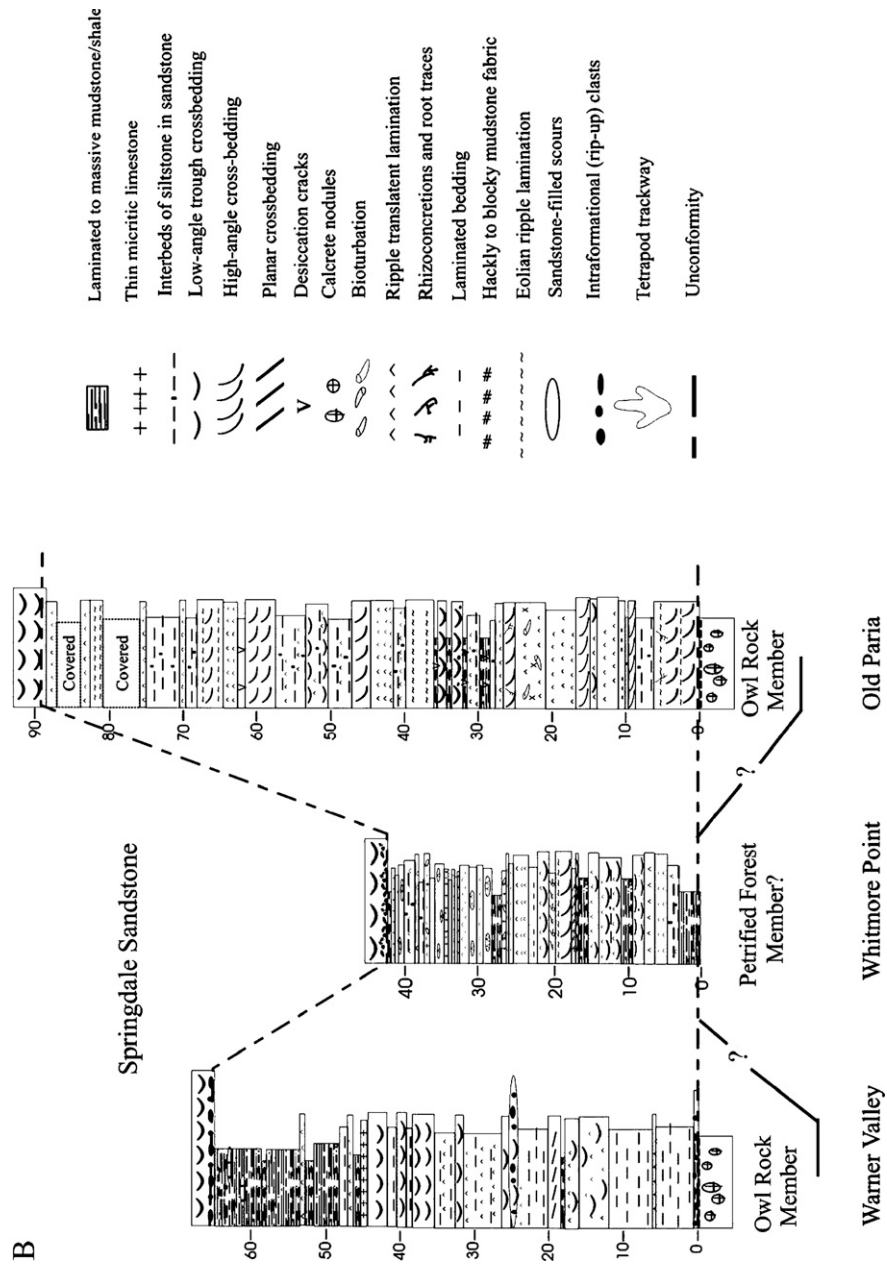 B
Springdale Sandstone
60
50
40
30
20
10
0
Owl Rock
Member
Warner Valley
?
40
30
20
10
0
Petrified Forest
Member?
Whitmore Point
?
90
80
70
60
50
40
30
20
10
0
Covered
Covered
Owl Rock
Member
Old Paria
Laminated to massive mudstone/shale
Thin micritic limestone
Interbeds of siltstone in sandstone
Low-angle trough crossbedding
High-angle cross-bedding
Planar crossbedding
Desiccation cracks
Calcrete nodules
Bioturbation
Ripple translatent lamination
Rhizoconcretions and root traces
Laminated bedding
Hackly to blocky mudstone fabric
Eolian ripple lamination
Sandstone-filled scours
Intraformational (rip-up) clasts
Tetrapod trackway
Unconformity